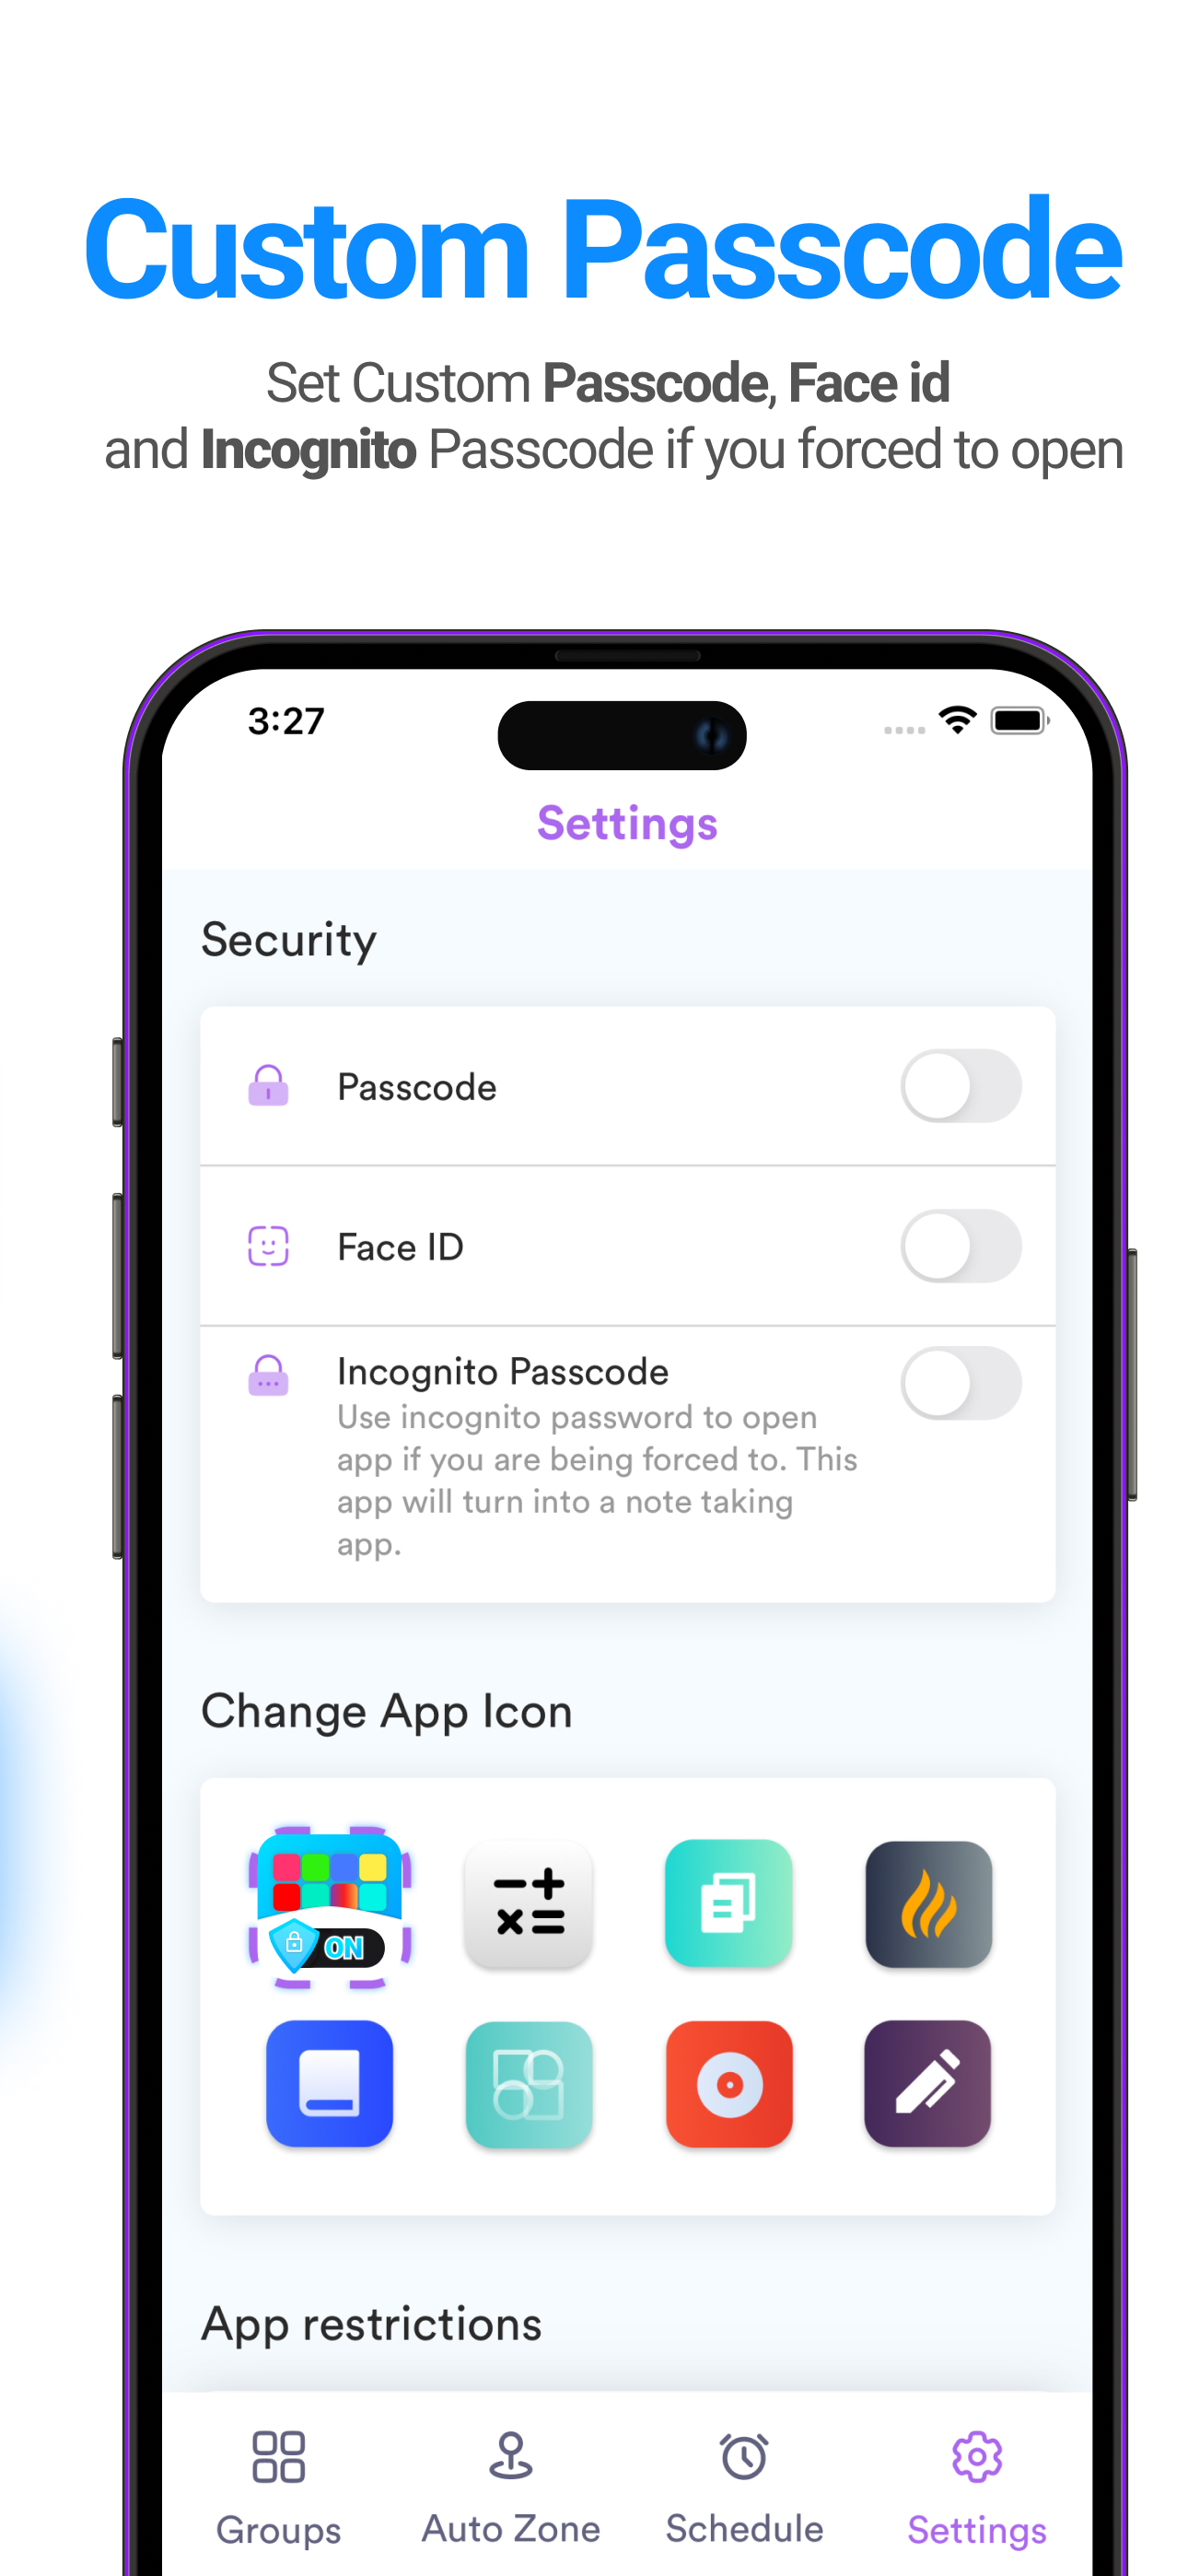 Custom Passcode
Set Custom Passcode, Face id
and Incognito Passcode if you forced to open
3:27
Settings
Security
Passcode
Face ID
Incognito Passcode
Use incognito password to open
app if you are being forced to. This
app will turn into a note taking
app.
Change App Icon
ON
App restrictions
Groups
Auto Zone
Schedule
Settings